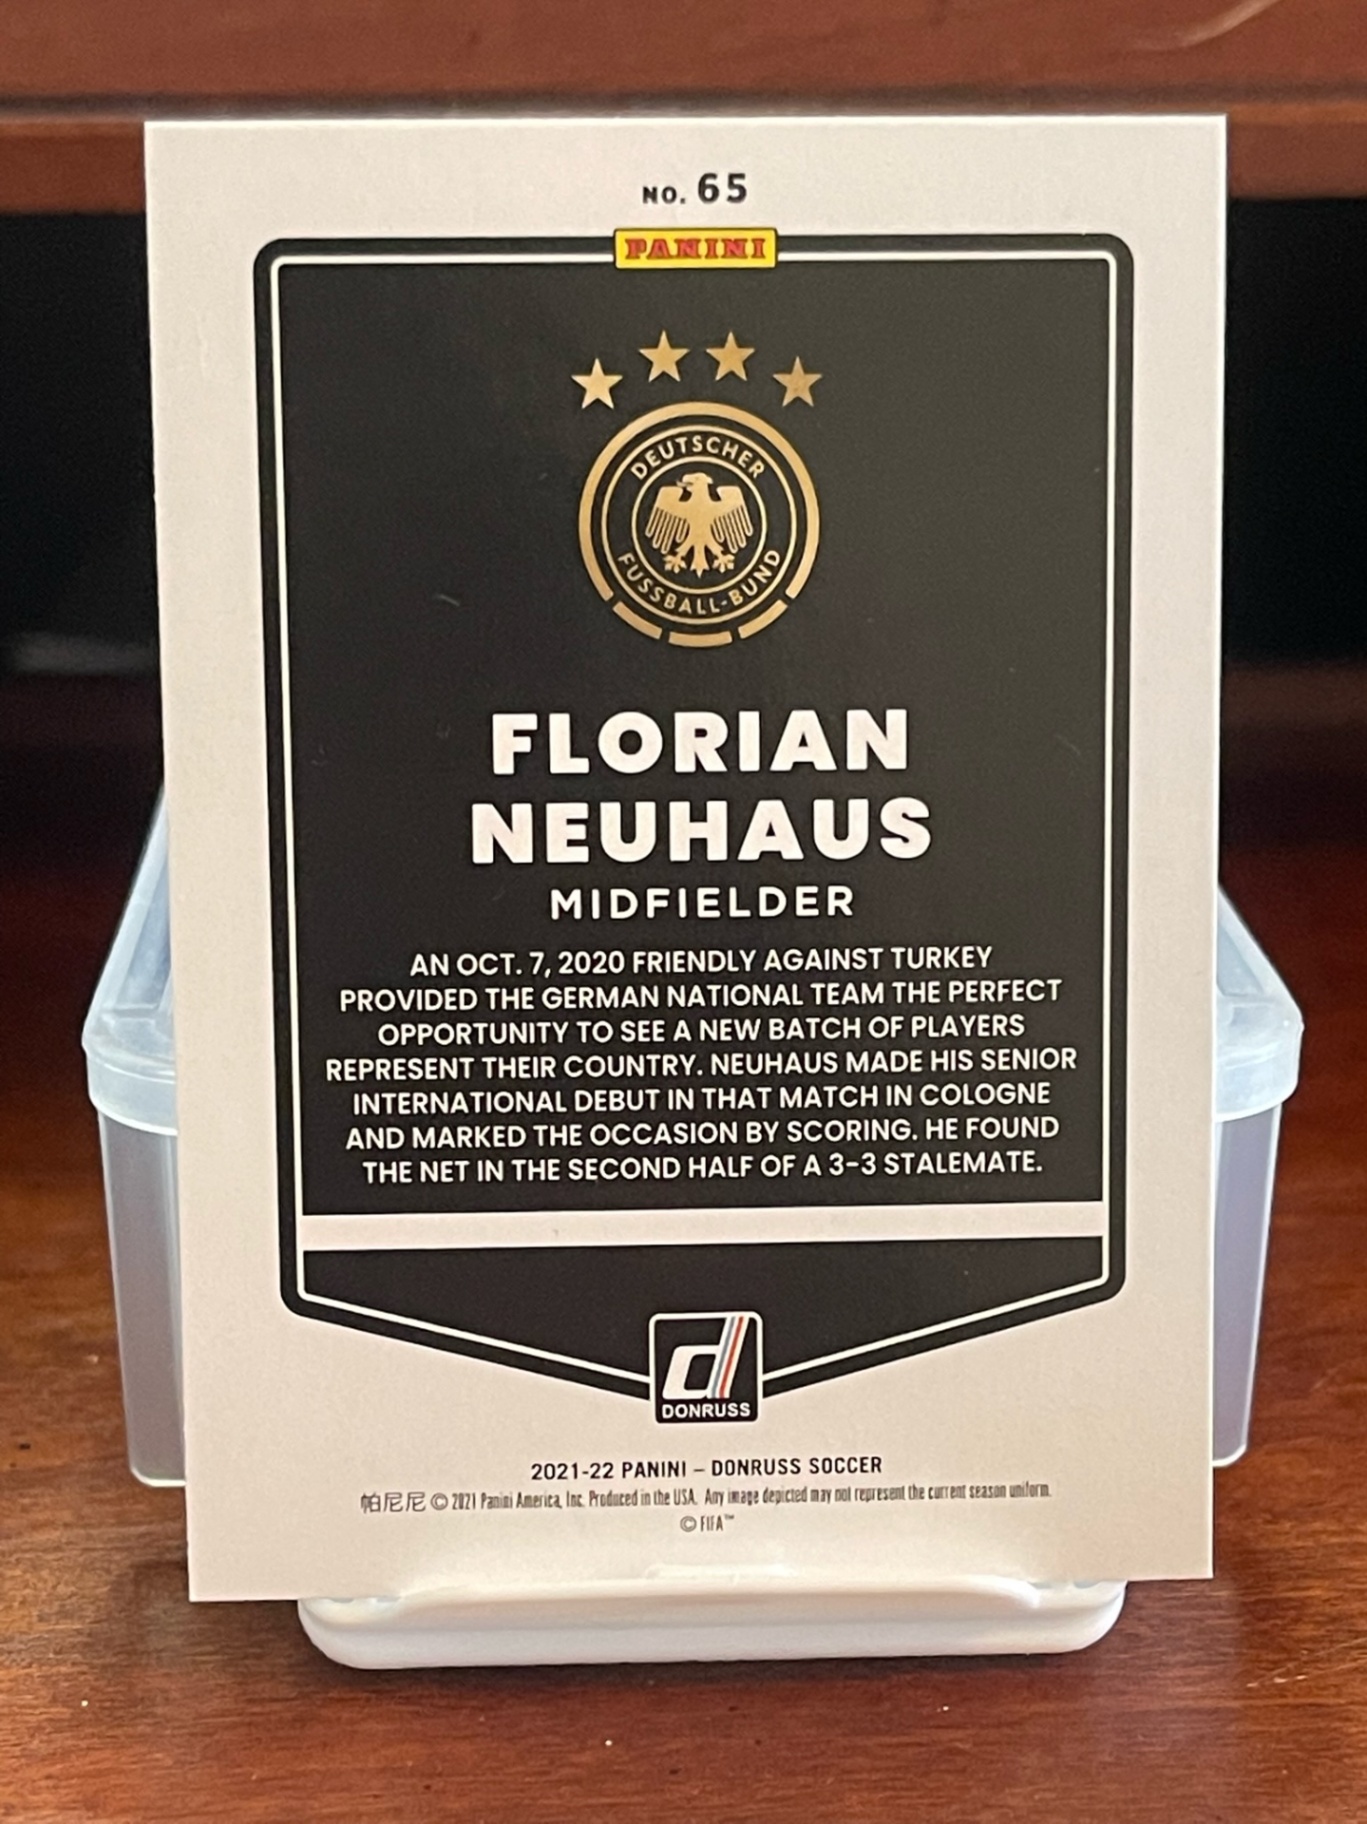 NO. 65
PANINI
DEUTSCHER
FUSSBALL-BUND
FLORIAN
NEUHAUS
MIDFIELDER
AN OCT. 7, 2020 FRIENDLY AGAINST TURKEY
PROVIDED THE GERMAN NATIONAL TEAM THE PERFECT
OPPORTUNITY TO SEE A NEW BATCH OF PLAYERS
REPRESENT THEIR COUNTRY. NEUHAUS MADE HIS SENIOR
INTERNATIONAL DEBUT IN THAT MATCH IN COLOGNE
AND MARKED THE OCCASION BY SCORING. HE FOUND
THE NET IN THE SECOND HALF OF A 3-3 STALEMATE.
d
DONRUSS
2021-22 PANINI – DONRUSS SOCCER
帕尼尼 © 2021 Panini America, Inc. Produced in the USA. Any image depicted may not represent the current season uniform.
© FIFA™